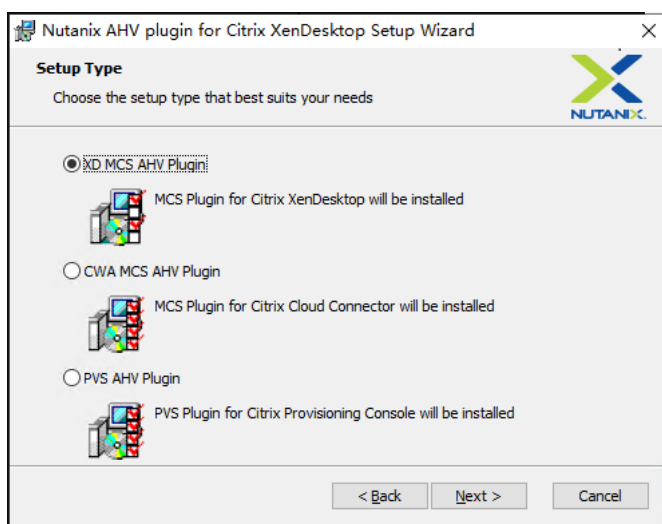 Nutanix AHV plugin for Citrix XenDesktop Setup Wizard
Setup Type
Choose the setup type that best suits your needs
NUTANIX.
XD MCS AHV Plugin
MCS Plugin for Citrix XenDesktop will be installed
CWA MCS AHV Plugin
MCS Plugin for Citrix Cloud Connector will be installed
PVS AHV Plugin
PVS Plugin for Citrix Provisioning Console will be installed
< Back Next > Cancel